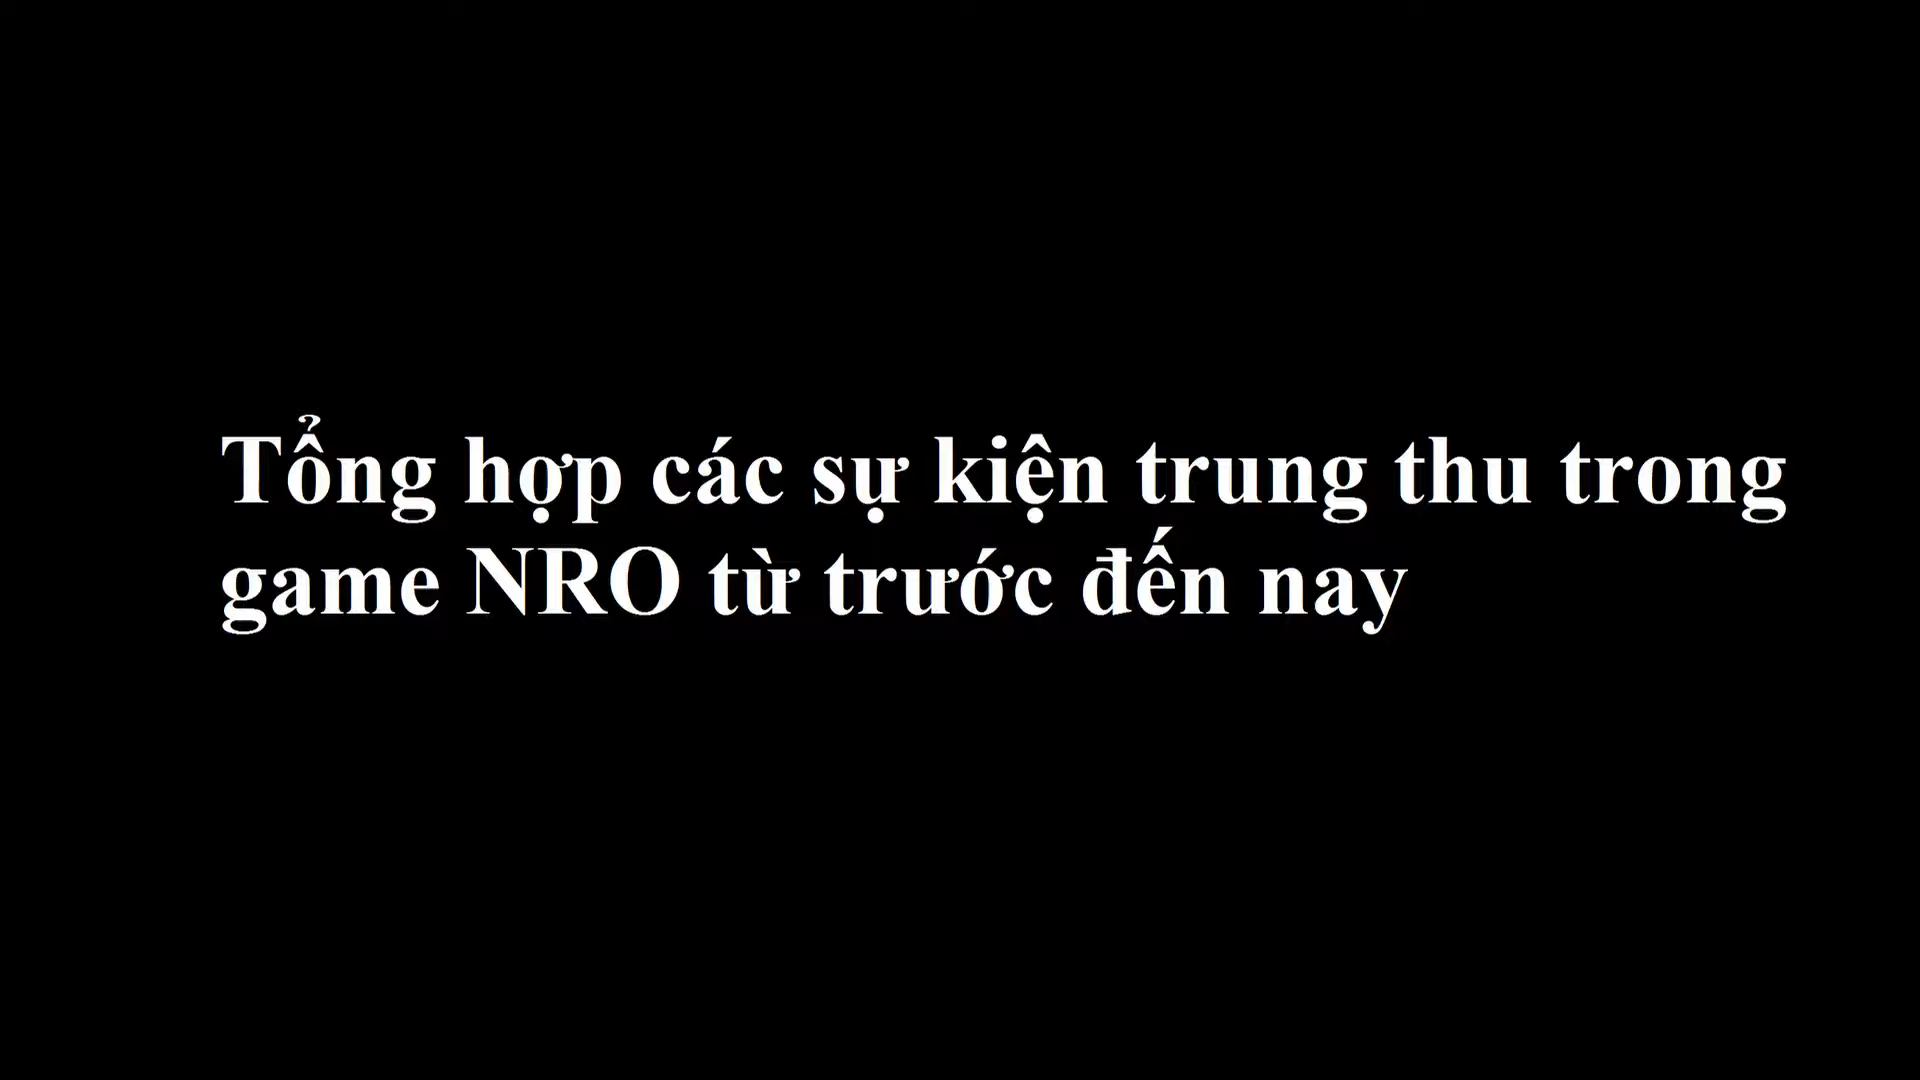 Tổng hợp các sự kiện trung thu trong
game NRO từ trước đến nay